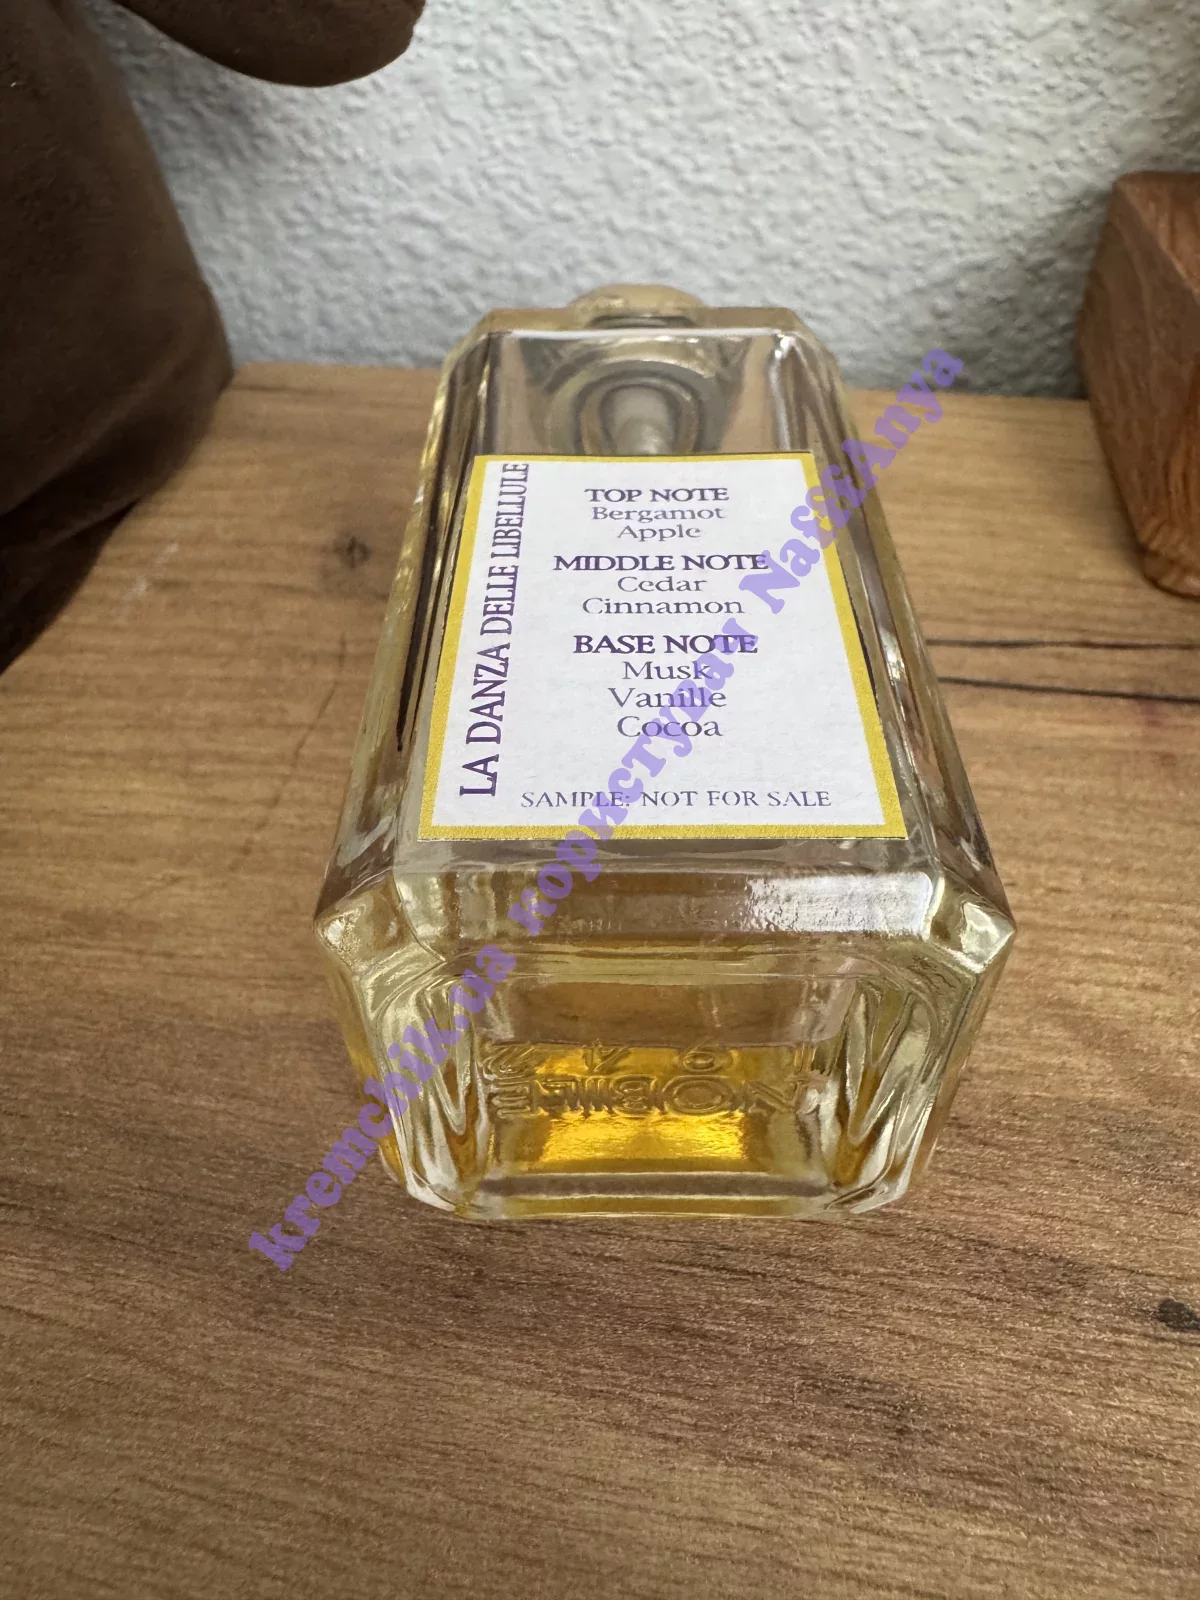 LA DANZA DELLE LIBELLULE
TOP NOTE
Bergamot
Apple
MIDDLE NOTE
Cedar
Cinnamon
BASE NOTE
Musk
Vanille
Cocoa
SAMPLE: NOT FOR SALE
NOBILE
1942
kremchik.ua користувач NaffAnya